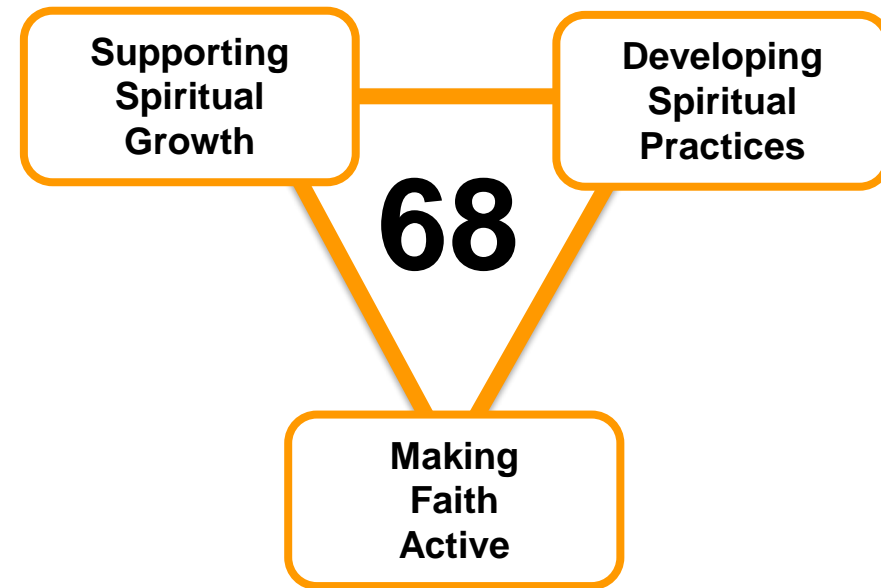 Supporting
Spiritual
Growth
Developing
Spiritual
Practices
68
Making
Faith
Active